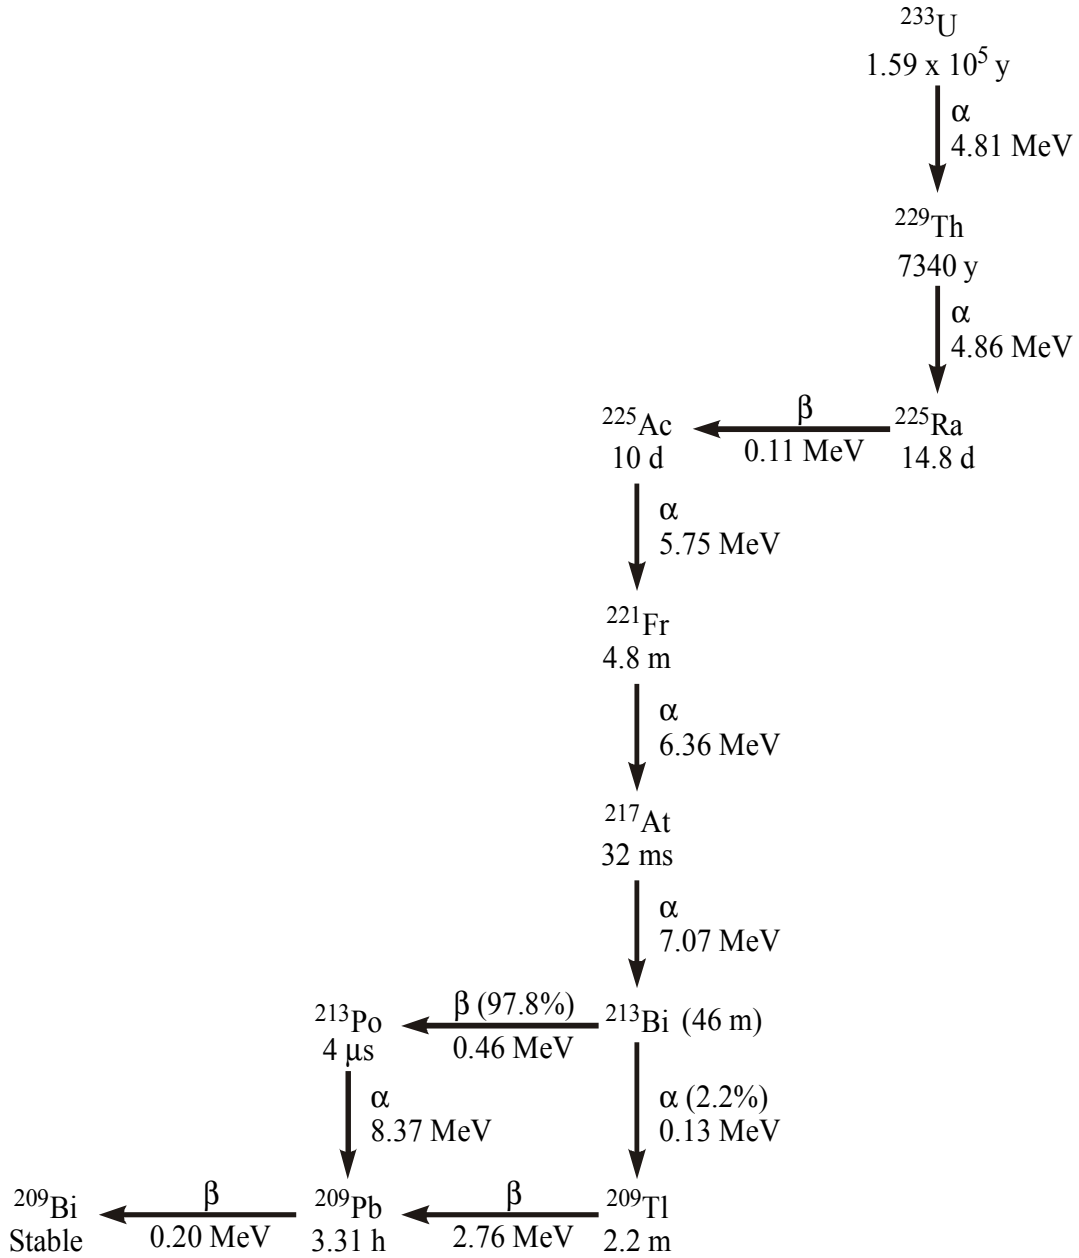 ²³³U
1.59 x 10⁵ y
α
4.81 MeV
²²⁹Th
7340 y
α
4.86 MeV
²²⁵Ac
10 d
β
0.11 MeV
²²⁵Ra
14.8 d
α
5.75 MeV
²²¹Fr
4.8 m
α
6.36 MeV
²¹⁷At
32 ms
α
7.07 MeV
²¹³Po
4 μs
β (97.8%)
0.46 MeV
²¹³Bi (46 m)
α
8.37 MeV
α (2.2%)
0.13 MeV
²⁰⁹Bi
Stable
β
0.20 MeV
²⁰⁹Pb
3.31 h
β
2.76 MeV
²⁰⁹Tl
2.2 m